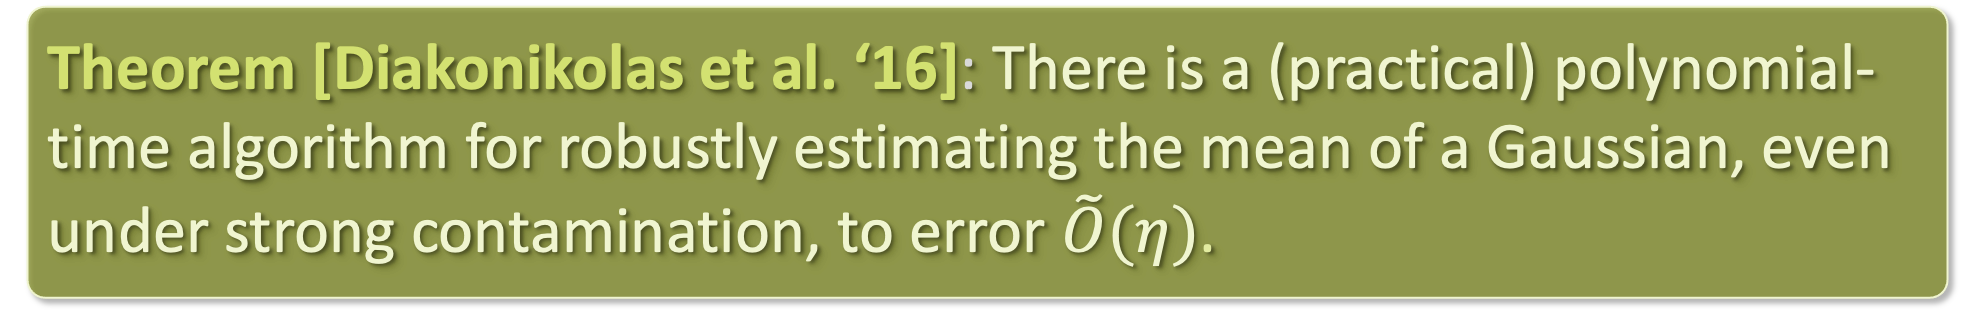 Theorem [Diakonikolas et al. ‘16]: There is a (practical) polynomial-
time algorithm for robustly estimating the mean of a Gaussian, even
under strong contamination, to error Õ(η).